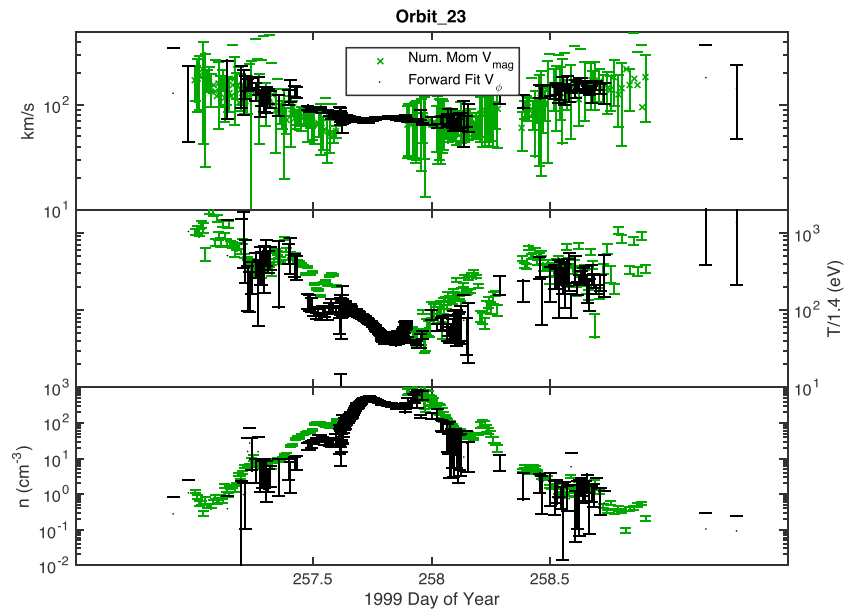 Orbit_23
Num. Mom V_mag
Forward Fit V_ϕ
10^2
km/s
10^1
10^3
10^2
T/1.4 (eV)
10^1
10^3
10^2
10^1
10^0
10^-1
10^-2
n (cm^-3)
257.5 258 258.5
1999 Day of Year